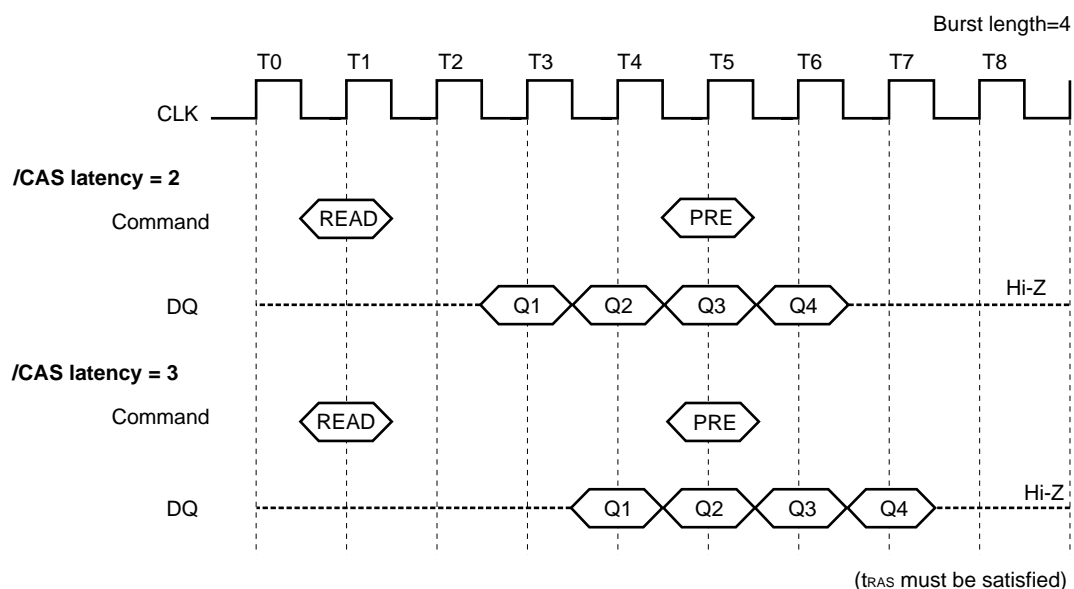 Burst length=4
T0 T1 T2 T3 T4 T5 T6 T7 T8
CLK
/CAS latency = 2
Command READ PRE
DQ Q1 Q2 Q3 Q4 Hi-Z
/CAS latency = 3
Command READ PRE
DQ Q1 Q2 Q3 Q4 Hi-Z
(tRAS must be satisfied)